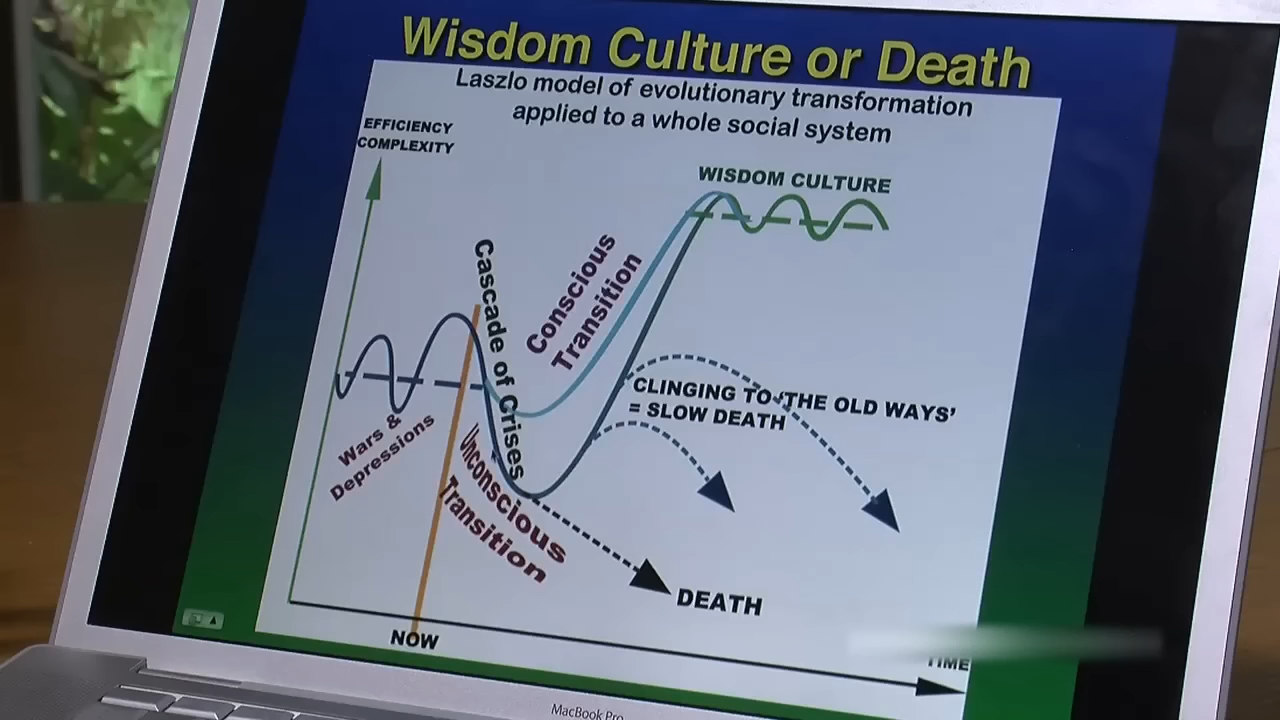 Wisdom Culture or Death
Laszlo model of evolutionary transformation
applied to a whole social system
EFFICIENCY
COMPLEXITY
WISDOM CULTURE
Cascade of Crises
Conscious
Transition
CLINGING TO 'THE OLD WAYS'
= SLOW DEATH
Wars &
Depressions
Unconscious
Transition
DEATH
NOW
TIME
MacBook Pro